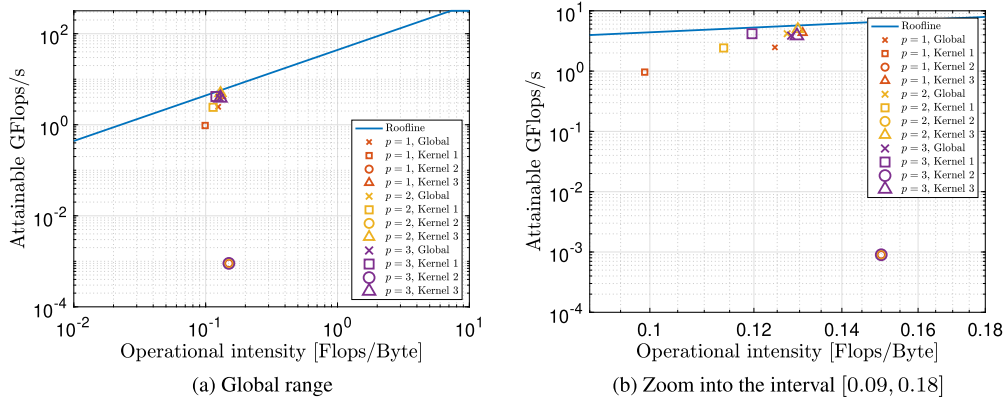 Attainable GFlops/s
10^2
10^0
10^-2
10^-4
10^-2
10^-1
10^0
10^1
Operational intensity [Flops/Byte]
Roofline
p = 1, Global
p = 1, Kernel 1
p = 1, Kernel 2
p = 1, Kernel 3
p = 2, Global
p = 2, Kernel 1
p = 2, Kernel 2
p = 2, Kernel 3
p = 3, Global
p = 3, Kernel 1
p = 3, Kernel 2
p = 3, Kernel 3
(a) Global range
Attainable GFlops/s
10^1
10^0
10^-1
10^-2
10^-3
10^-4
0.1
0.12
0.14
0.16
0.18
Operational intensity [Flops/Byte]
Roofline
p = 1, Global
p = 1, Kernel 1
p = 1, Kernel 2
p = 1, Kernel 3
p = 2, Global
p = 2, Kernel 1
p = 2, Kernel 2
p = 2, Kernel 3
p = 3, Global
p = 3, Kernel 1
p = 3, Kernel 2
p = 3, Kernel 3
(b) Zoom into the interval [0.09, 0.18]